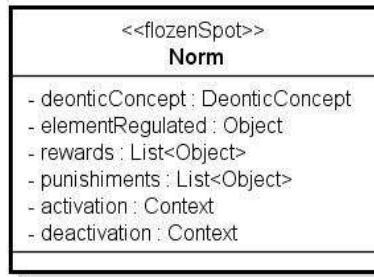 <<flozenSpot>>
Norm
- deonticConcept : DeonticConcept
- elementRegulated : Object
- rewards : List<Object>
- punishiments : List<Object>
- activation : Context
- deactivation : Context